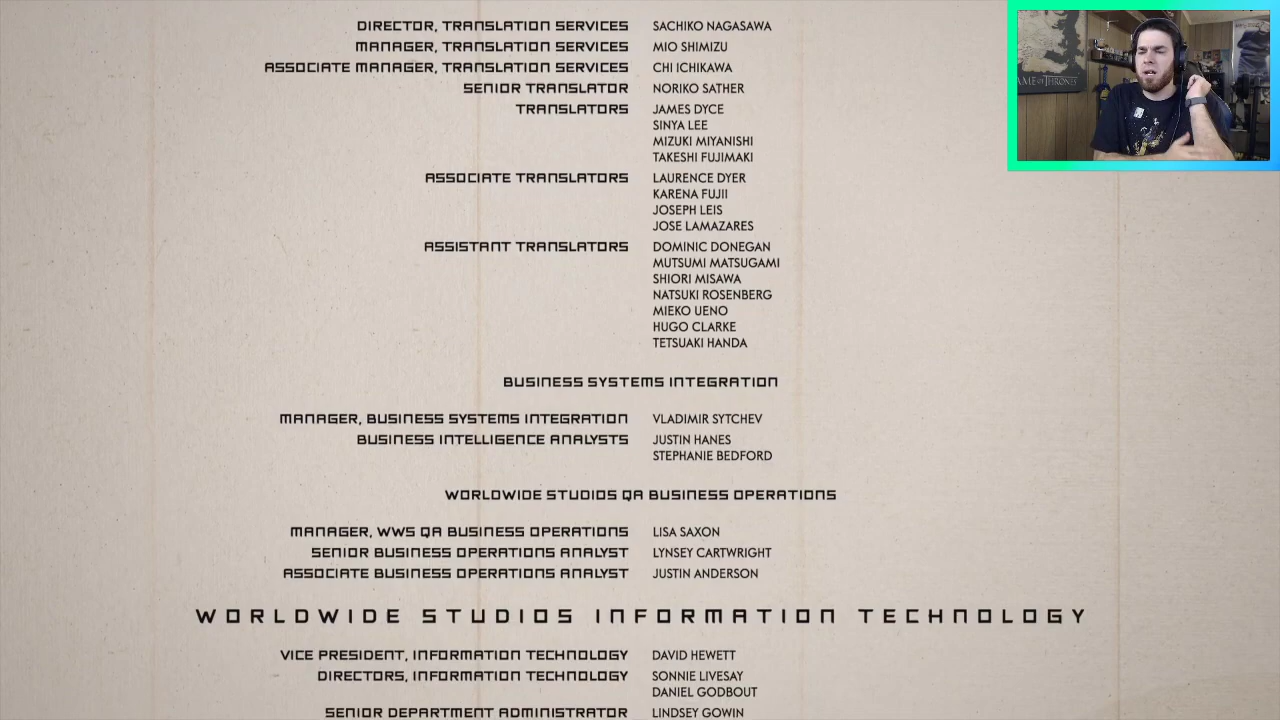 DIRECTOR, TRANSLATION SERVICES SACHIKO NAGASAWA
MANAGER, TRANSLATION SERVICES MIO SHIMIZU
ASSOCIATE MANAGER, TRANSLATION SERVICES CHI ICHIKAWA
SENIOR TRANSLATOR NORIKO SATHER
TRANSLATORS JAMES DYCE
SINYA LEE
MIZUKI MIYANISHI
TAKESHI FUJIMAKI
ASSOCIATE TRANSLATORS LAURENCE DYER
KARENA FUJII
JOSEPH LEIS
JOSE LAMAZARES
ASSISTANT TRANSLATORS DOMINIC DONEGAN
MUTSUMI MATSUGAMI
SHIORI MISAWA
NATSUKI ROSENBERG
MIEKO UENO
HUGO CLARKE
TETSUAKI HANDA
BUSINESS SYSTEMS INTEGRATION
MANAGER, BUSINESS SYSTEMS INTEGRATION VLADIMIR SYTCHEV
BUSINESS INTELLIGENCE ANALYSTS JUSTIN HANES
STEPHANIE BEDFORD
WORLDWIDE STUDIOS QA BUSINESS OPERATIONS
MANAGER, WWS QA BUSINESS OPERATIONS LISA SAXON
SENIOR BUSINESS OPERATIONS ANALYST LYNSEY CARTWRIGHT
ASSOCIATE BUSINESS OPERATIONS ANALYST JUSTIN ANDERSON
WORLDWIDE STUDIOS INFORMATION TECHNOLOGY
VICE PRESIDENT, INFORMATION TECHNOLOGY DAVID HEWETT
DIRECTORS, INFORMATION TECHNOLOGY SONNIE LIVESAY
DANIEL GODBOUT
SENIOR DEPARTMENT ADMINISTRATOR LINDSEY GOWIN
AME OF THRONES